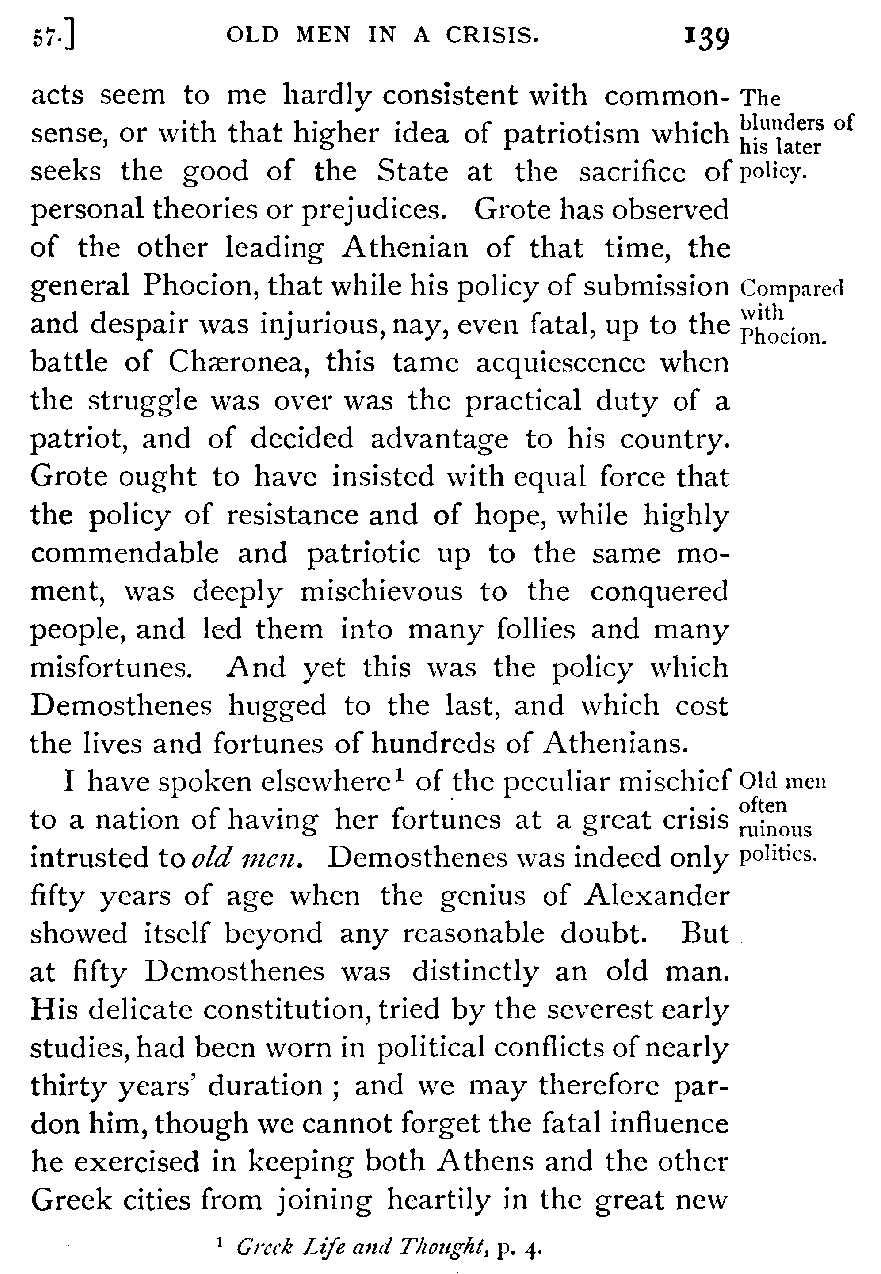 57.] OLD MEN IN A CRISIS. 139
acts seem to me hardly consistent with common-
sense, or with that higher idea of patriotism which
seeks the good of the State at the sacrifice of
personal theories or prejudices. Grote has observed
of the other leading Athenian of that time, the
general Phocion, that while his policy of submission
and despair was injurious, nay, even fatal, up to the
battle of Chæronea, this tame acquiescence when
the struggle was over was the practical duty of a
patriot, and of decided advantage to his country.
Grote ought to have insisted with equal force that
the policy of resistance and of hope, while highly
commendable and patriotic up to the same mo-
ment, was deeply mischievous to the conquered
people, and led them into many follies and many
misfortunes. And yet this was the policy which
Demosthenes hugged to the last, and which cost
the lives and fortunes of hundreds of Athenians.
I have spoken elsewhere¹ of the peculiar mischief
to a nation of having her fortunes at a great crisis
intrusted to old men. Demosthenes was indeed only
fifty years of age when the genius of Alexander
showed itself beyond any reasonable doubt. But
at fifty Demosthenes was distinctly an old man.
His delicate constitution, tried by the severest early
studies, had been worn in political conflicts of nearly
thirty years' duration ; and we may therefore par-
don him, though we cannot forget the fatal influence
he exercised in keeping both Athens and the other
Greek cities from joining heartily in the great new
The
blunders of
his later
policy.
Compared
with
Phocion.
Old men
often
ruinous
politics.
¹ Greek Life and Thought, p. 4.